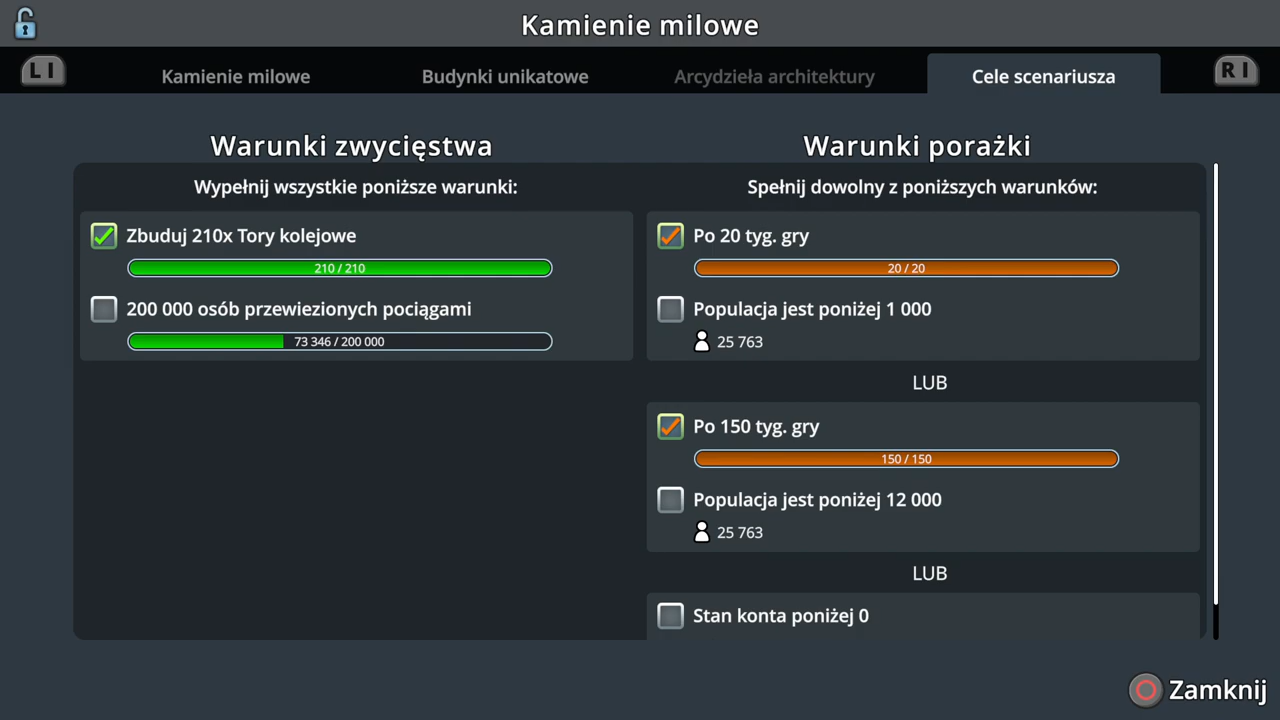 Kamienie milowe
L1
Kamienie milowe
Budynki unikatowe
Arcydzieła architektury
Cele scenariusza
R1
Warunki zwycięstwa
Wypełnij wszystkie poniższe warunki:
Zbuduj 210x Tory kolejowe
210 / 210
200 000 osób przewiezionych pociągami
73 346 / 200 000
Warunki porażki
Spełnij dowolny z poniższych warunków:
Po 20 tyg. gry
20 / 20
Populacja jest poniżej 1 000
25 763
LUB
Po 150 tyg. gry
150 / 150
Populacja jest poniżej 12 000
25 763
LUB
Stan konta poniżej 0
Zamknij